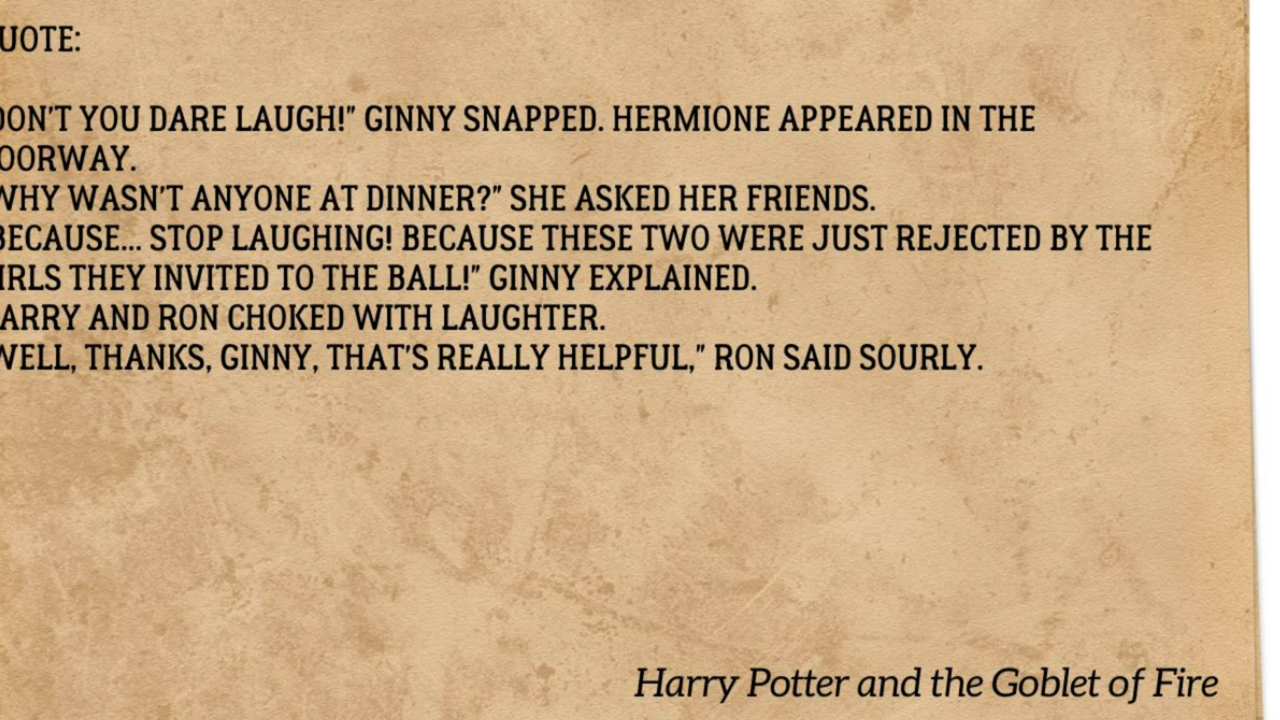 UOTE:
DON'T YOU DARE LAUGH!" GINNY SNAPPED. HERMIONE APPEARED IN THE
OORWAY.
WHY WASN'T ANYONE AT DINNER?" SHE ASKED HER FRIENDS.
BECAUSE... STOP LAUGHING! BECAUSE THESE TWO WERE JUST REJECTED BY THE
IRLS THEY INVITED TO THE BALL!" GINNY EXPLAINED.
ARRY AND RON CHOKED WITH LAUGHTER.
WELL, THANKS, GINNY, THAT'S REALLY HELPFUL," RON SAID SOURLY.
Harry Potter and the Goblet of Fire